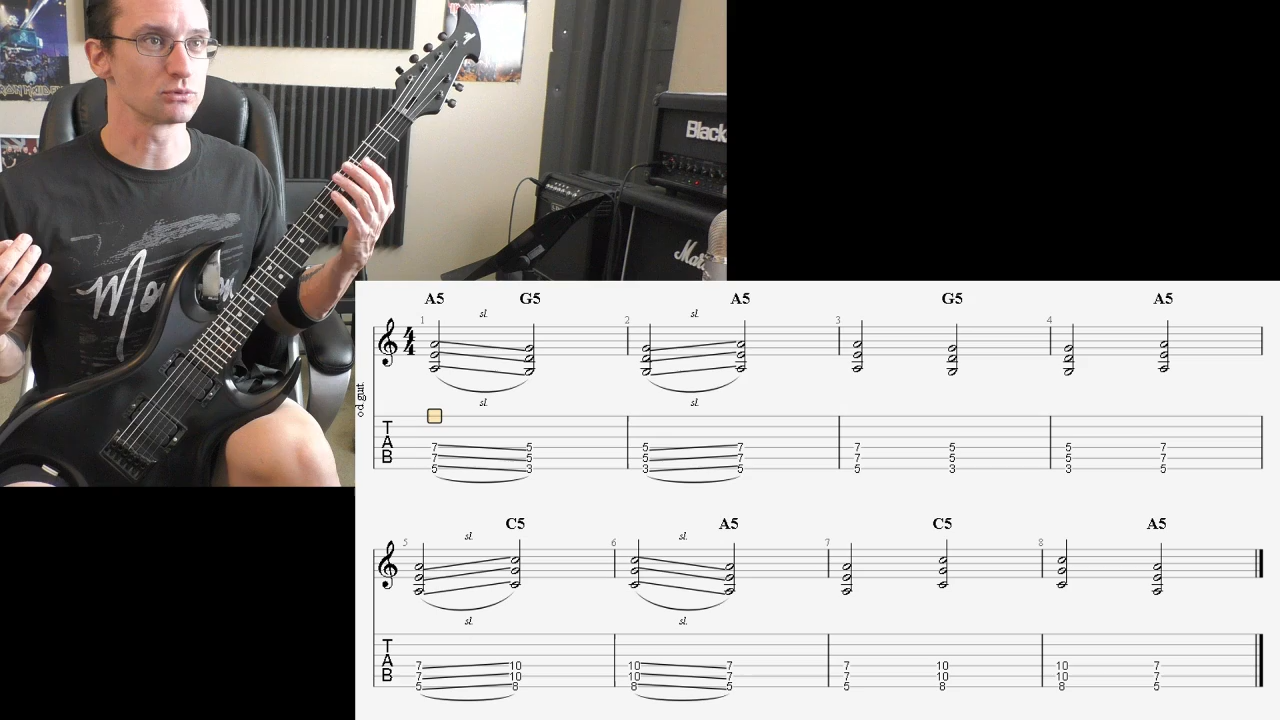 IRON MAIDEN
Black
Mar
A5 G5 A5 G5 A5
1 sl. 2 sl. 3 4
4
4
sl. sl.
od.guit.
T
A 7 5 5 7 7 5 5 7
B 7 5 5 7 7 5 5 7
5 3 3 5 5 3 3 5
C5 A5 C5 A5
5 sl. 6 sl. 7 8
sl. sl.
T
A 7 10 10 7 7 10 10 7
B 7 10 10 7 7 10 10 7
5 8 8 5 5 8 8 5